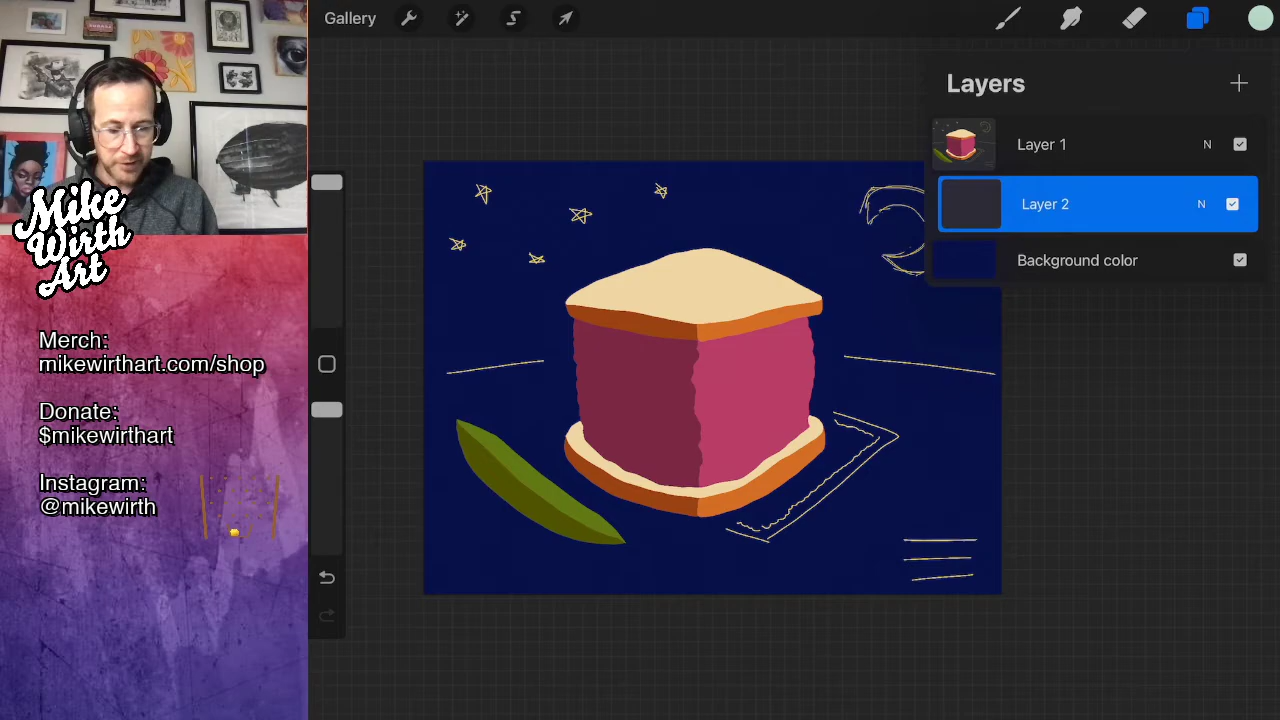 Gallery
Layers
Layer 1
N
Layer 2
N
Background color
Mike
Wirth
Art
Merch:
mikewirthart.com/shop
Donate:
$mikewirthart
Instagram:
@mikewirth